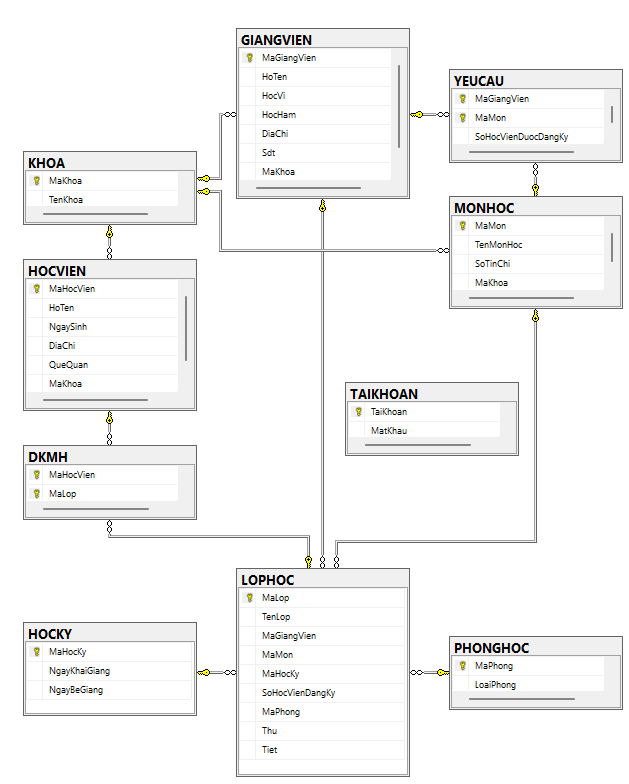 GIANGVIEN
MaGiangVien
HoTen
HocVi
HocHam
DiaChi
Sdt
MaKhoa
YEUCAU
MaGiangVien
MaMon
SoHocVienDuocDangKy
KHOA
MaKhoa
TenKhoa
MONHOC
MaMon
TenMonHoc
SoTinChi
MaKhoa
HOCVIEN
MaHocVien
HoTen
NgaySinh
DiaChi
QueQuan
MaKhoa
TAIKHOAN
TaiKhoan
MatKhau
DKMH
MaHocVien
MaLop
LOPHOC
MaLop
TenLop
MaGiangVien
MaMon
MaHocKy
SoHocVienDangKy
MaPhong
Thu
Tiet
HOCKY
MaHocKy
NgayKhaiGiang
NgayBeGiang
PHONGHOC
MaPhong
LoaiPhong